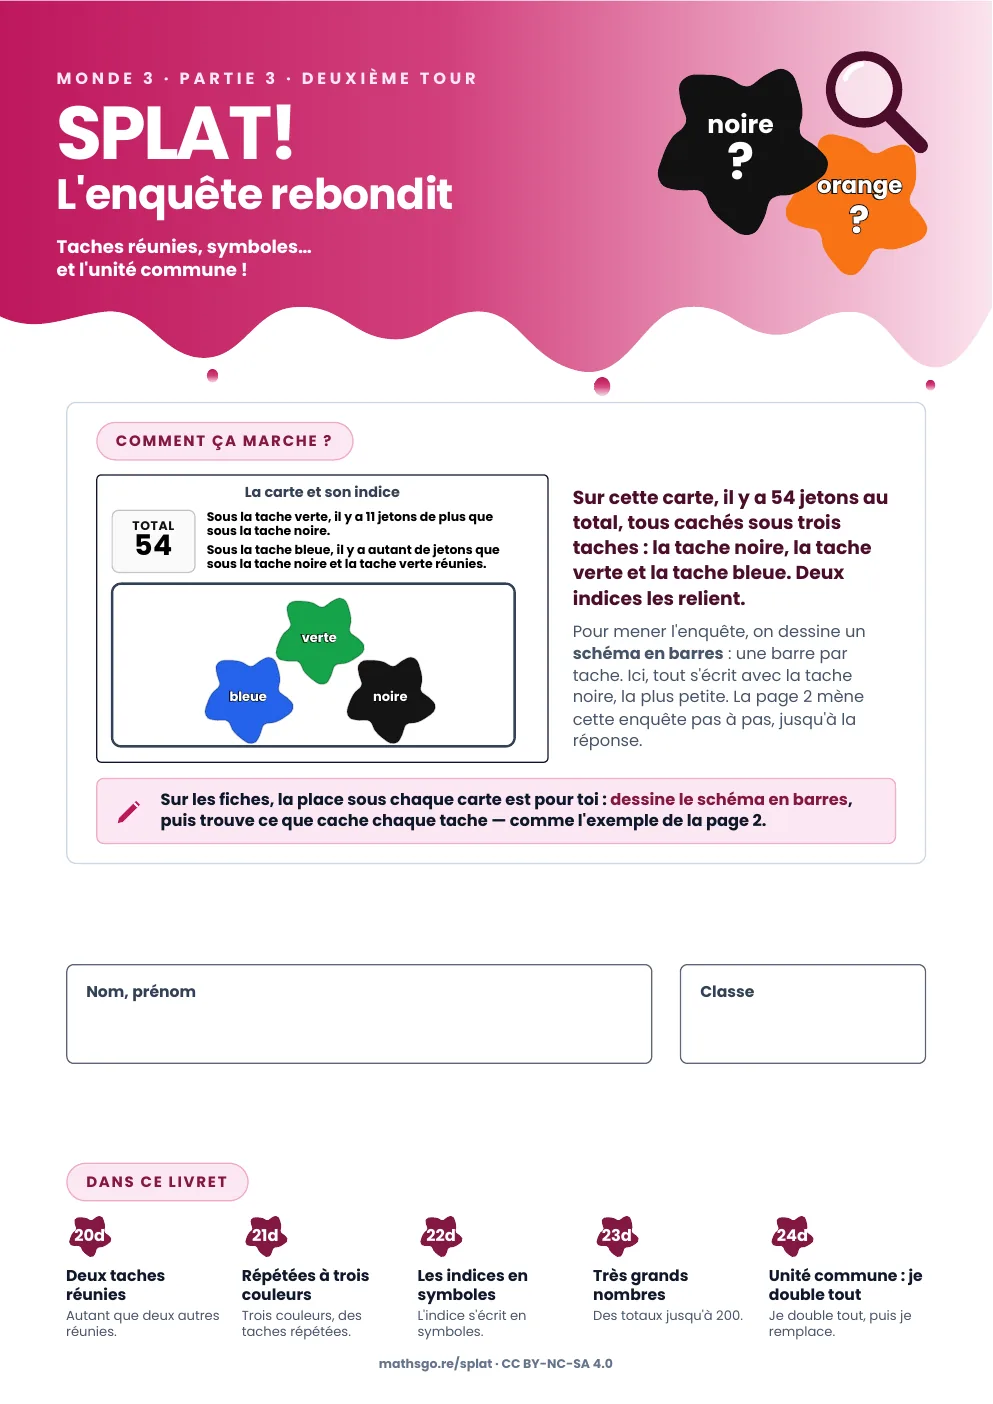 MONDE 3 · PARTIE 3 · DEUXIÈME TOUR
SPLAT!
L'enquête rebondit
Taches réunies, symboles…
et l'unité commune !
noire
?
orange
?
COMMENT ÇA MARCHE ?
La carte et son indice
TOTAL
54
Sous la tache verte, il y a 11 jetons de plus que
sous la tache noire.
Sous la tache bleue, il y a autant de jetons que
sous la tache noire et la tache verte réunies.
verte
bleue
noire
Sur cette carte, il y a 54 jetons au
total, tous cachés sous trois
taches : la tache noire, la tache
verte et la tache bleue. Deux
indices les relient.
Pour mener l'enquête, on dessine un
schéma en barres : une barre par
tache. Ici, tout s'écrit avec la tache
noire, la plus petite. La page 2 mène
cette enquête pas à pas, jusqu'à la
réponse.
Sur les fiches, la place sous chaque carte est pour toi : dessine le schéma en barres,
puis trouve ce que cache chaque tache — comme l'exemple de la page 2.
Nom, prénom
Classe
DANS CE LIVRET
20d
Deux taches
réunies
Autant que deux autres
réunies.
21d
Répétées à trois
couleurs
Trois couleurs, des
taches répétées.
22d
Les indices en
symboles
L'indice s'écrit en
symboles.
23d
Très grands
nombres
Des totaux jusqu'à 200.
24d
Unité commune : je
double tout
Je double tout, puis je
remplace.
mathsgo.re/splat · CC BY-NC-SA 4.0